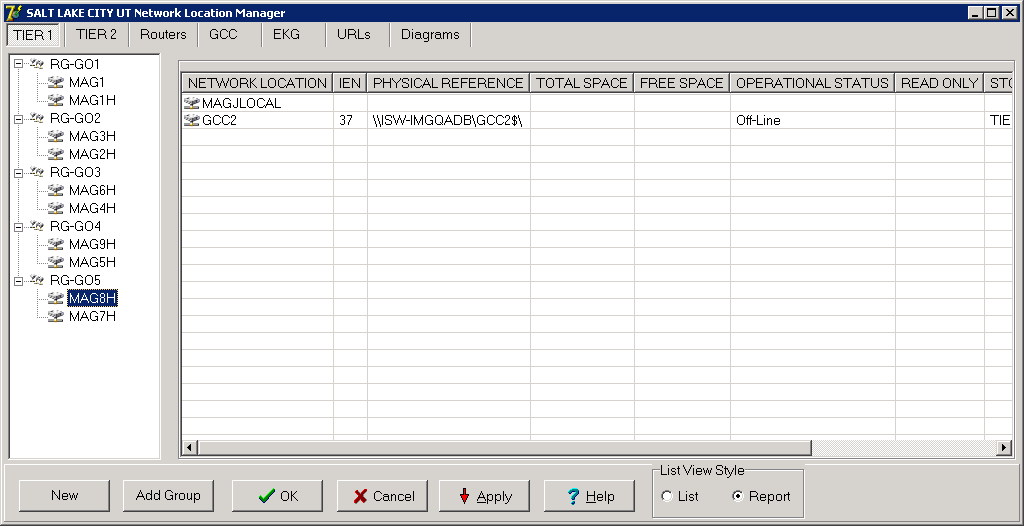 SALT LAKE CITY UT Network Location Manager
TIER 1 TIER 2 Routers GCC EKG URLs Diagrams
RG-GO1
MAG1
MAG1H
RG-GO2
MAG3H
MAG2H
RG-GO3
MAG6H
MAG4H
RG-GO4
MAG9H
MAG5H
RG-GO5
MAG8H
MAG7H
NETWORK LOCATION IEN PHYSICAL REFERENCE TOTAL SPACE FREE SPACE OPERATIONAL STATUS READ ONLY STO
MAGJLOCAL
GCC2 37 \\ISW-IMGQADB\GCC2$\ Off-Line TIE
New Add Group OK Cancel Apply ? Help
List View Style
List Report